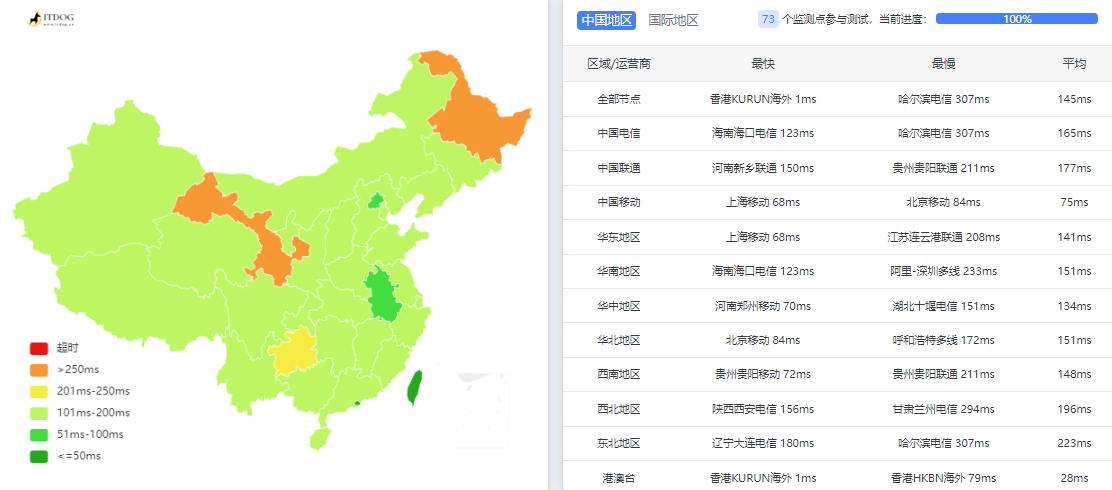 ITDOG
www.itdog.cn
超时
>250ms
201ms-250ms
101ms-200ms
51ms-100ms
<=50ms
中国地区 国际地区 73 个监测点参与测试，当前进度： 100%
区域/运营商 最快 最慢 平均
全部节点 香港KURUN海外 1ms 哈尔滨电信 307ms 145ms
中国电信 海南海口电信 123ms 哈尔滨电信 307ms 165ms
中国联通 河南新乡联通 150ms 贵州贵阳联通 211ms 177ms
中国移动 上海移动 68ms 北京移动 84ms 75ms
华东地区 上海移动 68ms 江苏连云港联通 208ms 141ms
华南地区 海南海口电信 123ms 阿里-深圳多线 233ms 151ms
华中地区 河南郑州移动 70ms 湖北十堰电信 151ms 134ms
华北地区 北京移动 84ms 呼和浩特多线 172ms 151ms
西南地区 贵州贵阳移动 72ms 贵州贵阳联通 211ms 148ms
西北地区 陕西西安电信 156ms 甘肃兰州电信 294ms 196ms
东北地区 辽宁大连电信 180ms 哈尔滨电信 307ms 223ms
港澳台 香港KURUN海外 1ms 香港HKBN海外 79ms 28ms